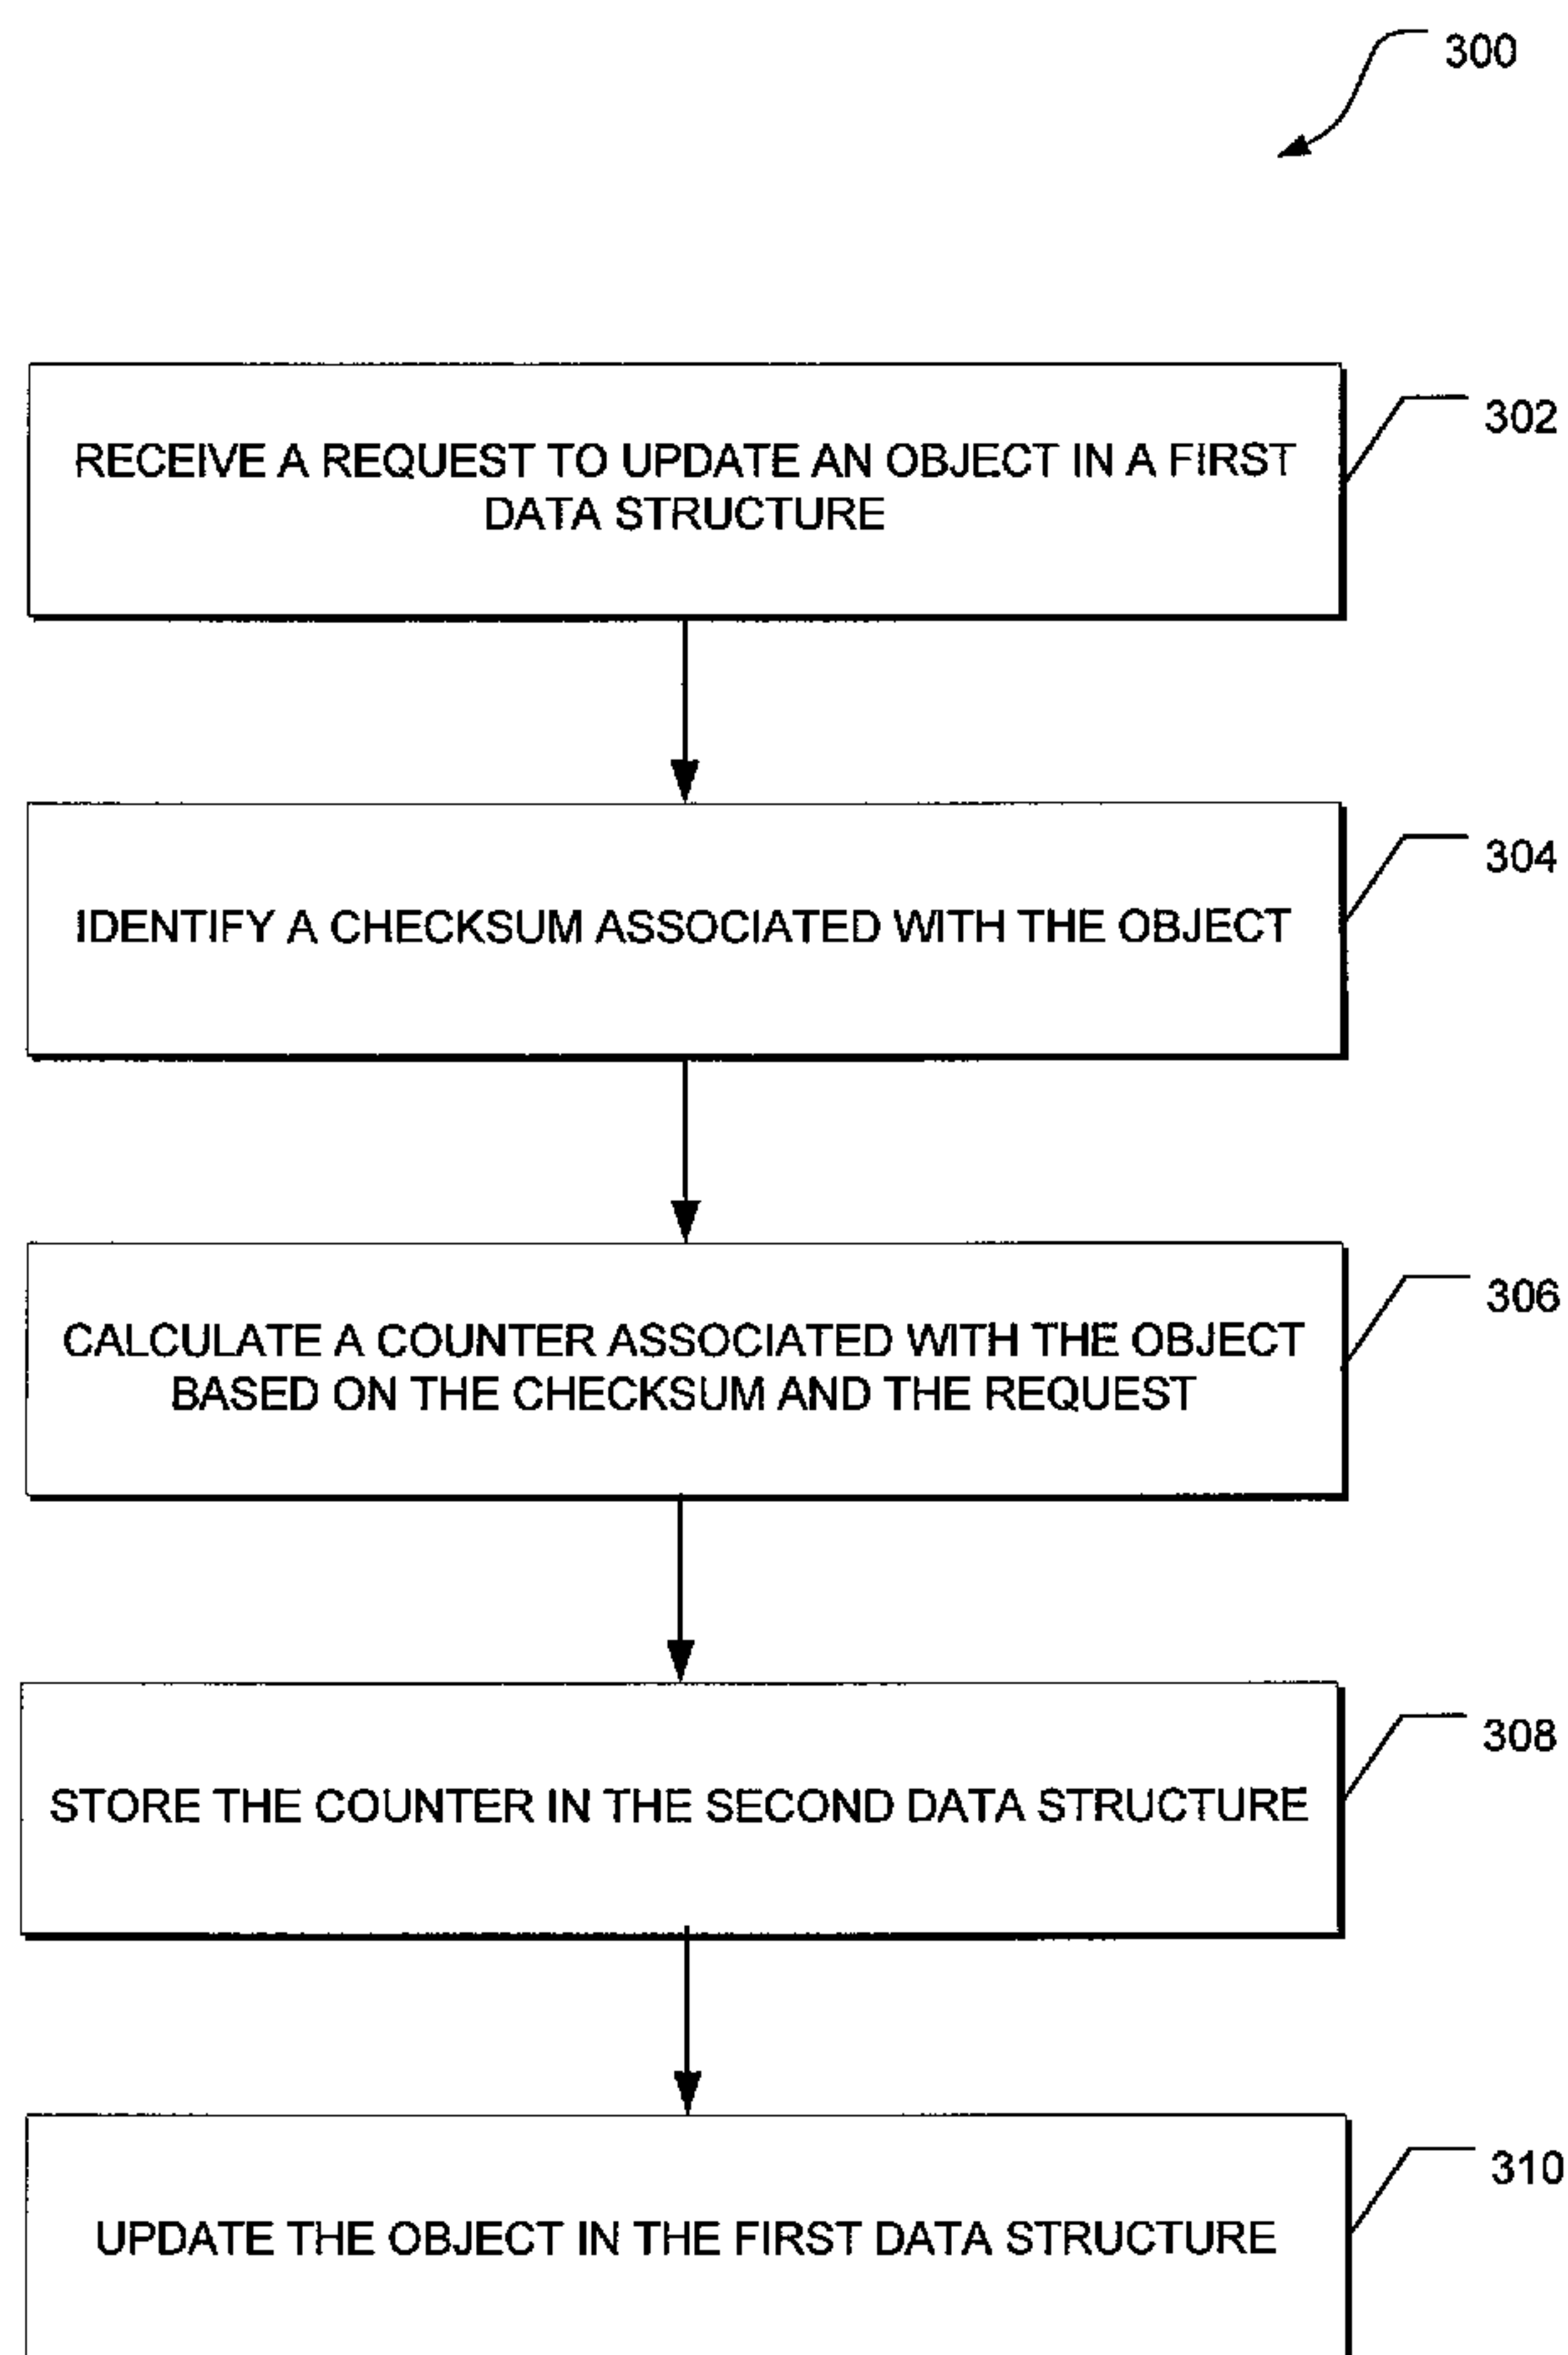 300
RECEIVE A REQUEST TO UPDATE AN OBJECT IN A FIRST
DATA STRUCTURE
302
IDENTIFY A CHECKSUM ASSOCIATED WITH THE OBJECT
304
CALCULATE A COUNTER ASSOCIATED WITH THE OBJECT
BASED ON THE CHECKSUM AND THE REQUEST
306
STORE THE COUNTER IN THE SECOND DATA STRUCTURE
308
UPDATE THE OBJECT IN THE FIRST DATA STRUCTURE
310